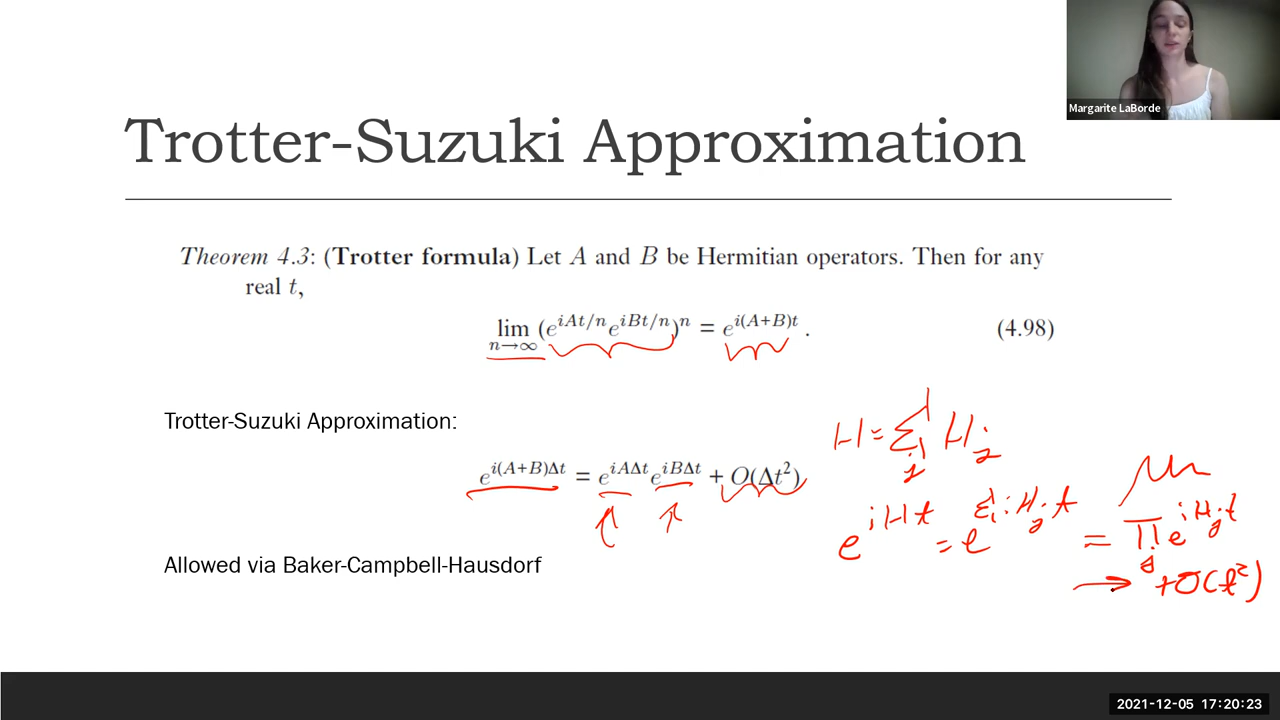 Margarite LaBorde
Trotter-Suzuki Approximation
Theorem 4.3: (Trotter formula) Let A and B be Hermitian operators. Then for any
real t,
lim n→∞ (e^{iAt/n} e^{iBt/n})^n = e^{i(A+B)t} . (4.98)
Trotter-Suzuki Approximation:
H = Σ_j H_j
e^{i(A+B)Δt} = e^{iAΔt} e^{iBΔt} + O(Δt²)
e^{iHt} = e^{Σ iH_j t} = Π_j e^{iH_j t}
+ O(t²)
Allowed via Baker-Campbell-Hausdorf
2021-12-05 17:20:23